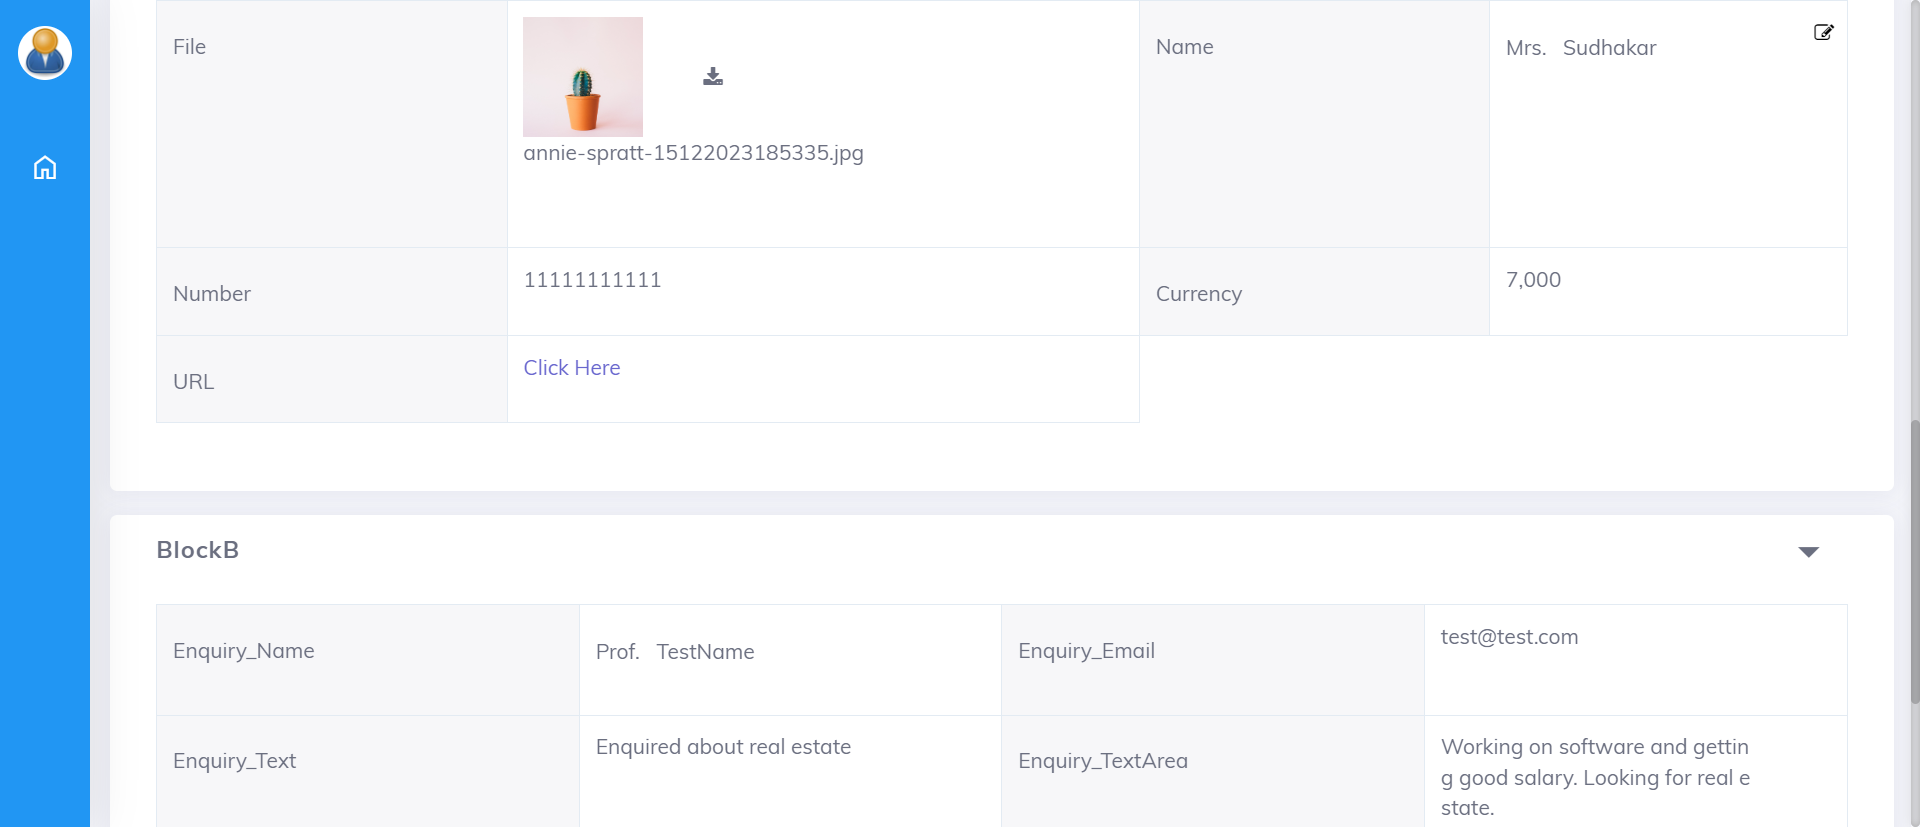 File
annie-spratt-15122023185335.jpg
Name
Mrs. Sudhakar
Number
11111111111
Currency
7,000
URL
Click Here
BlockB
Enquiry_Name
Prof. TestName
Enquiry_Email
test@test.com
Enquiry_Text
Enquired about real estate
Enquiry_TextArea
Working on software and gettin
g good salary. Looking for real e
state.